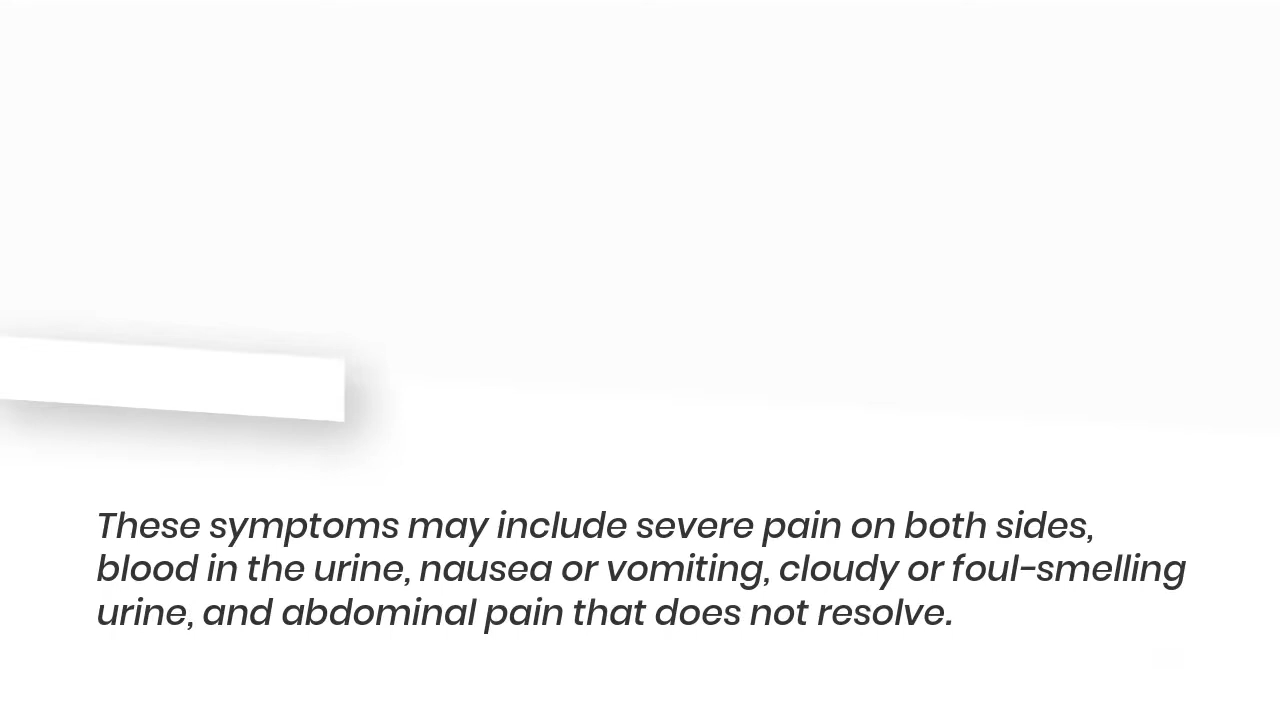 These symptoms may include severe pain on both sides,
blood in the urine, nausea or vomiting, cloudy or foul-smelling
urine, and abdominal pain that does not resolve.